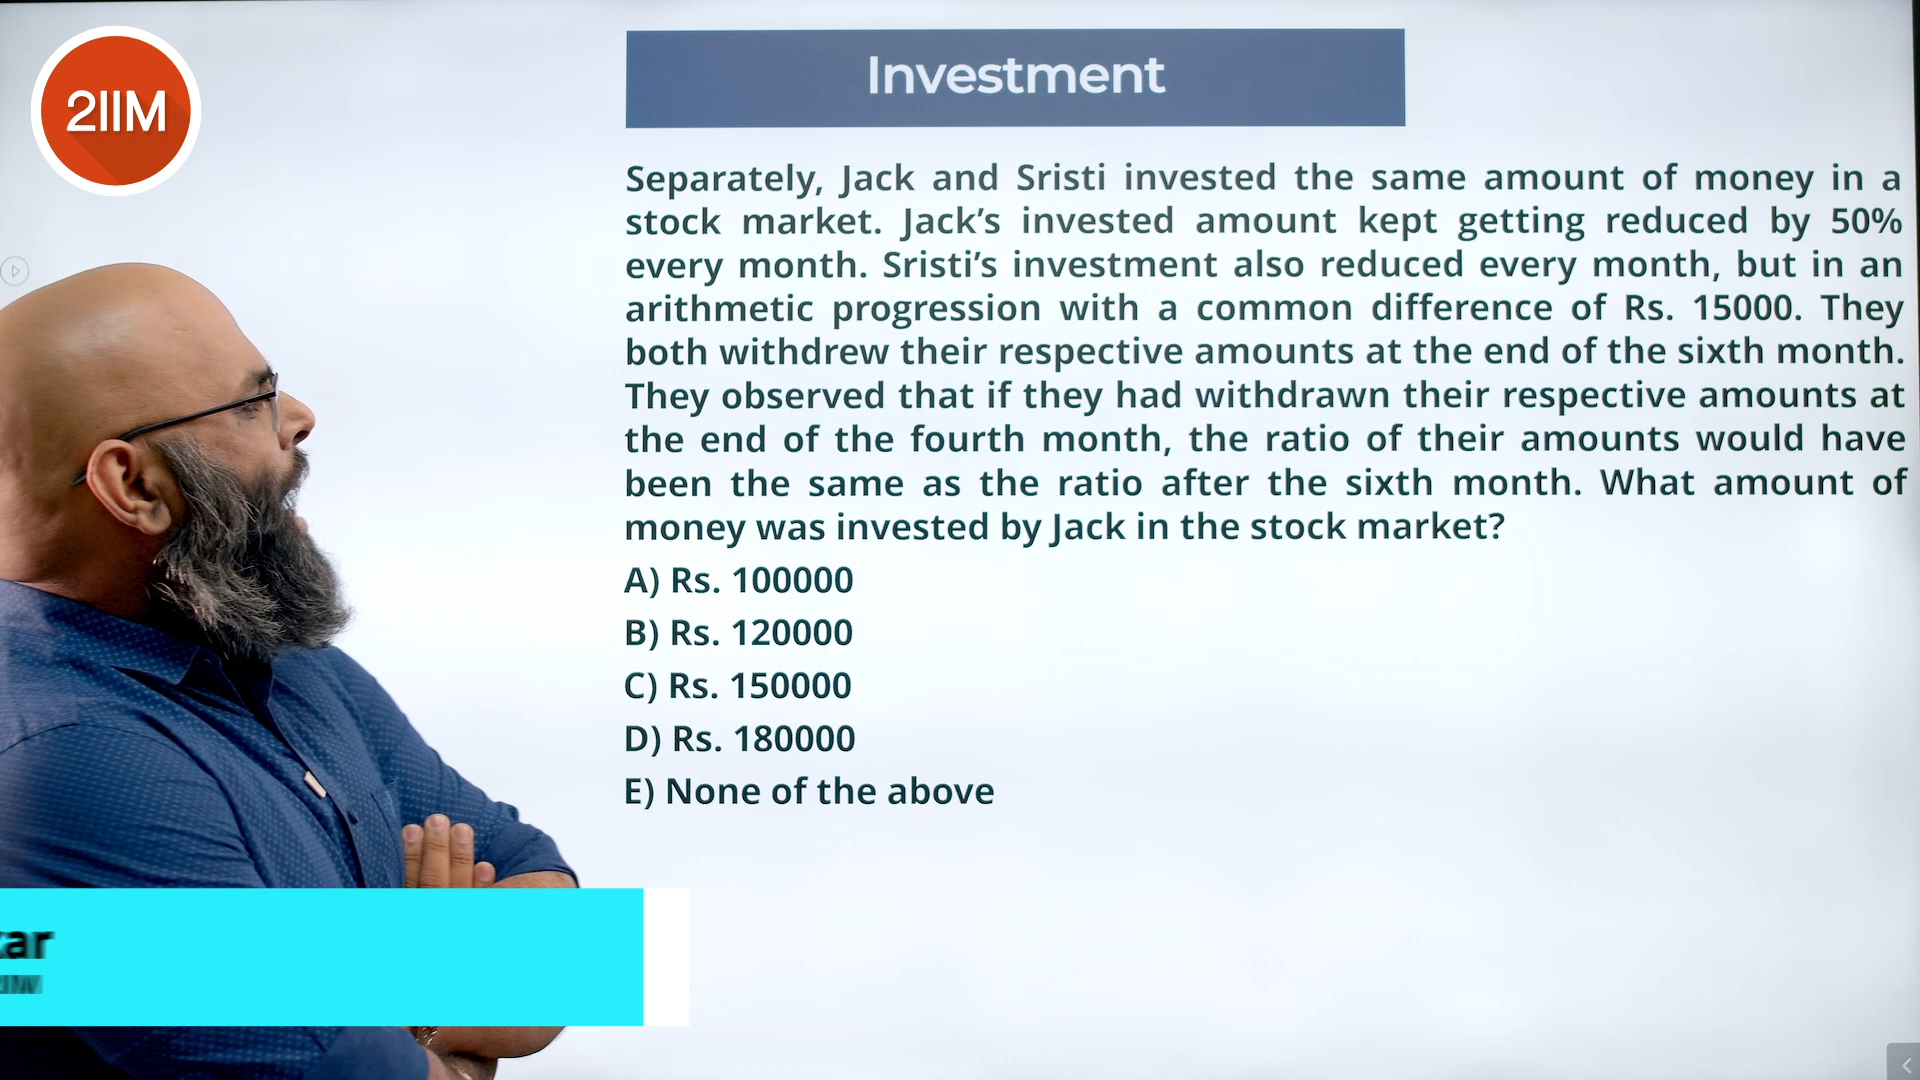 2IIM
Investment
Separately, Jack and Sristi invested the same amount of money in a
stock market. Jack’s invested amount kept getting reduced by 50%
every month. Sristi’s investment also reduced every month, but in an
arithmetic progression with a common difference of Rs. 15000. They
both withdrew their respective amounts at the end of the sixth month.
They observed that if they had withdrawn their respective amounts at
the end of the fourth month, the ratio of their amounts would have
been the same as the ratio after the sixth month. What amount of
money was invested by Jack in the stock market?
A) Rs. 100000
B) Rs. 120000
C) Rs. 150000
D) Rs. 180000
E) None of the above